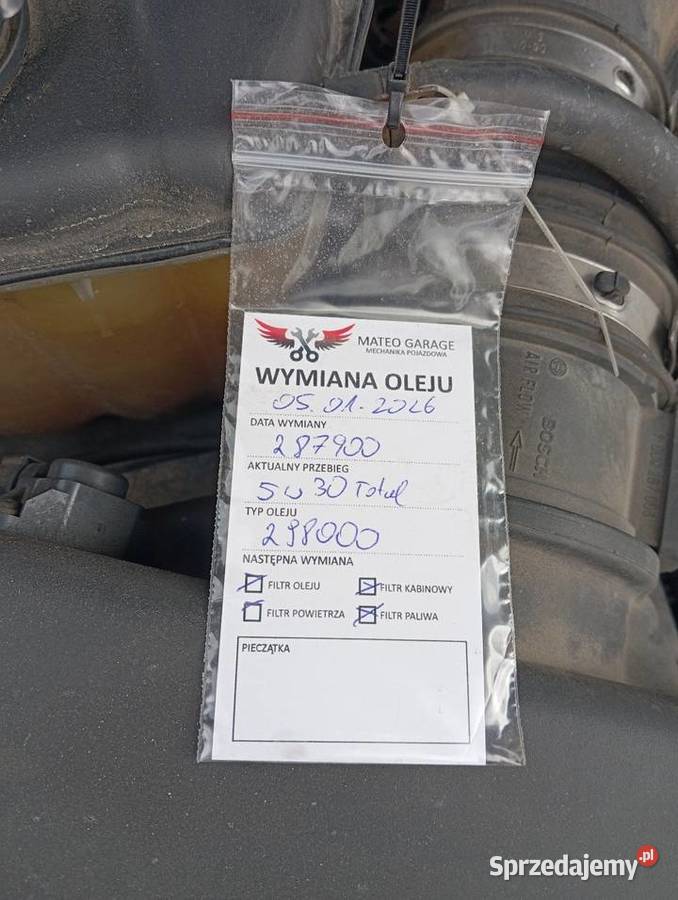 MATEO GARAGE
MECHANIKA POJAZDOWA
WYMIANA OLEJU
05.01.2026
DATA WYMIANY
287900
AKTUALNY PRZEBIEG
5w30 Total
TYP OLEJU
298000
NASTĘPNA WYMIANA
FILTR OLEJU FILTR KABINOWY
FILTR POWIETRZA FILTR PALIWA
PIECZĄTKA
AIR FLOW
BOSCH
Sprzedajemy.pl